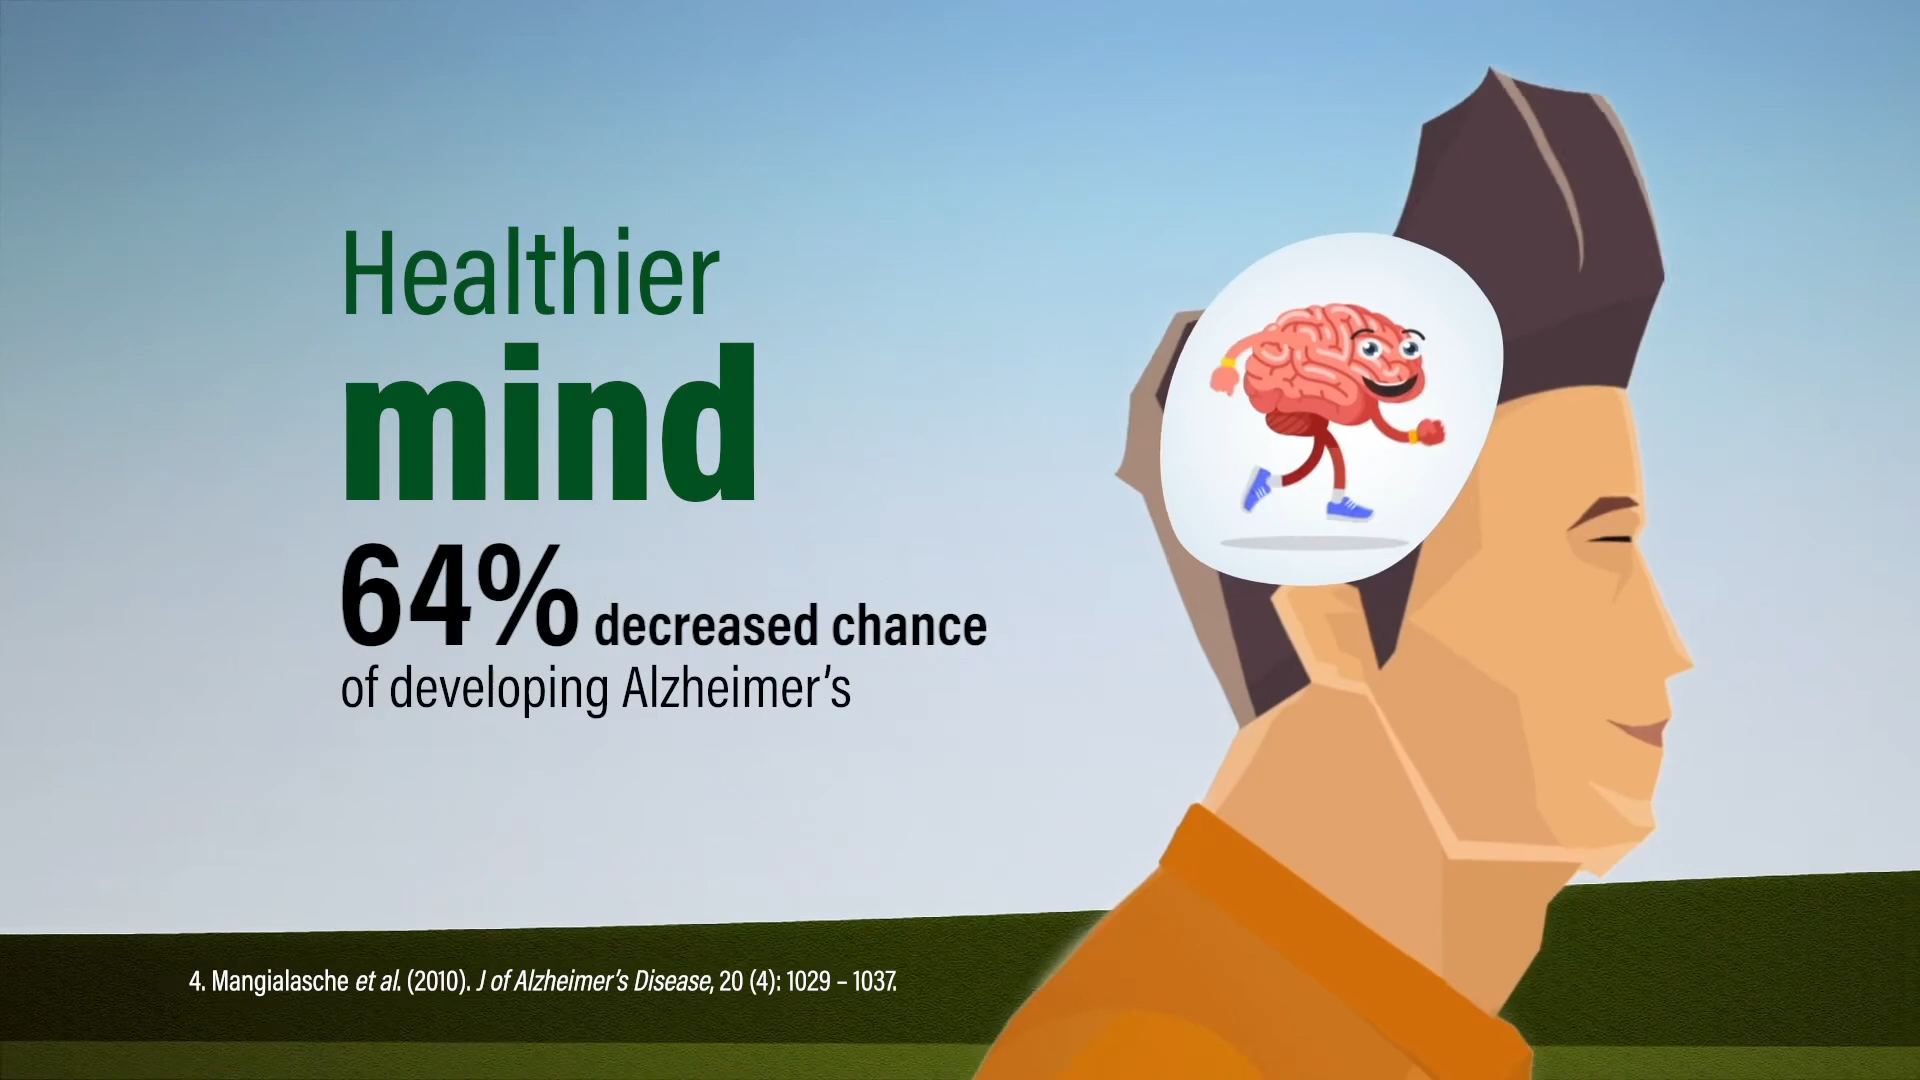 Healthier
mind
64% decreased chance
of developing Alzheimer’s
4. Mangialasche et al. (2010). J of Alzheimer’s Disease, 20 (4): 1029 – 1037.